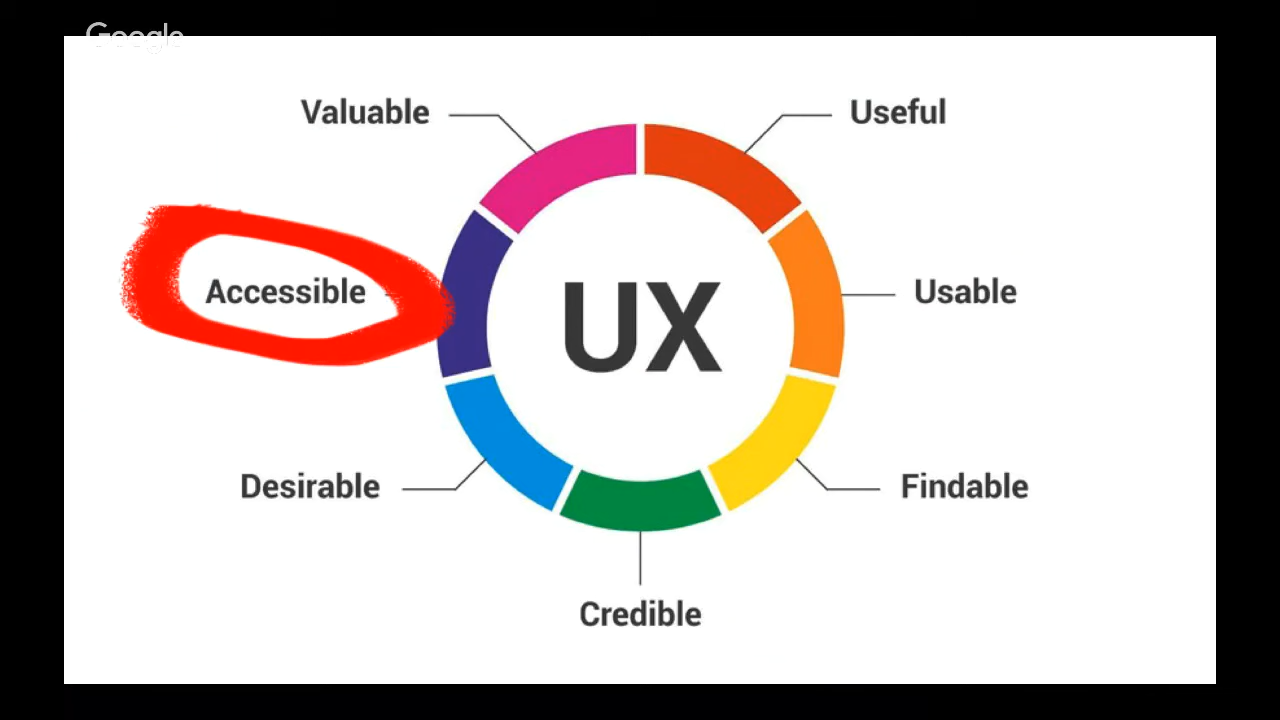 Google
Valuable
Useful
Accessible
UX
Usable
Desirable
Findable
Credible